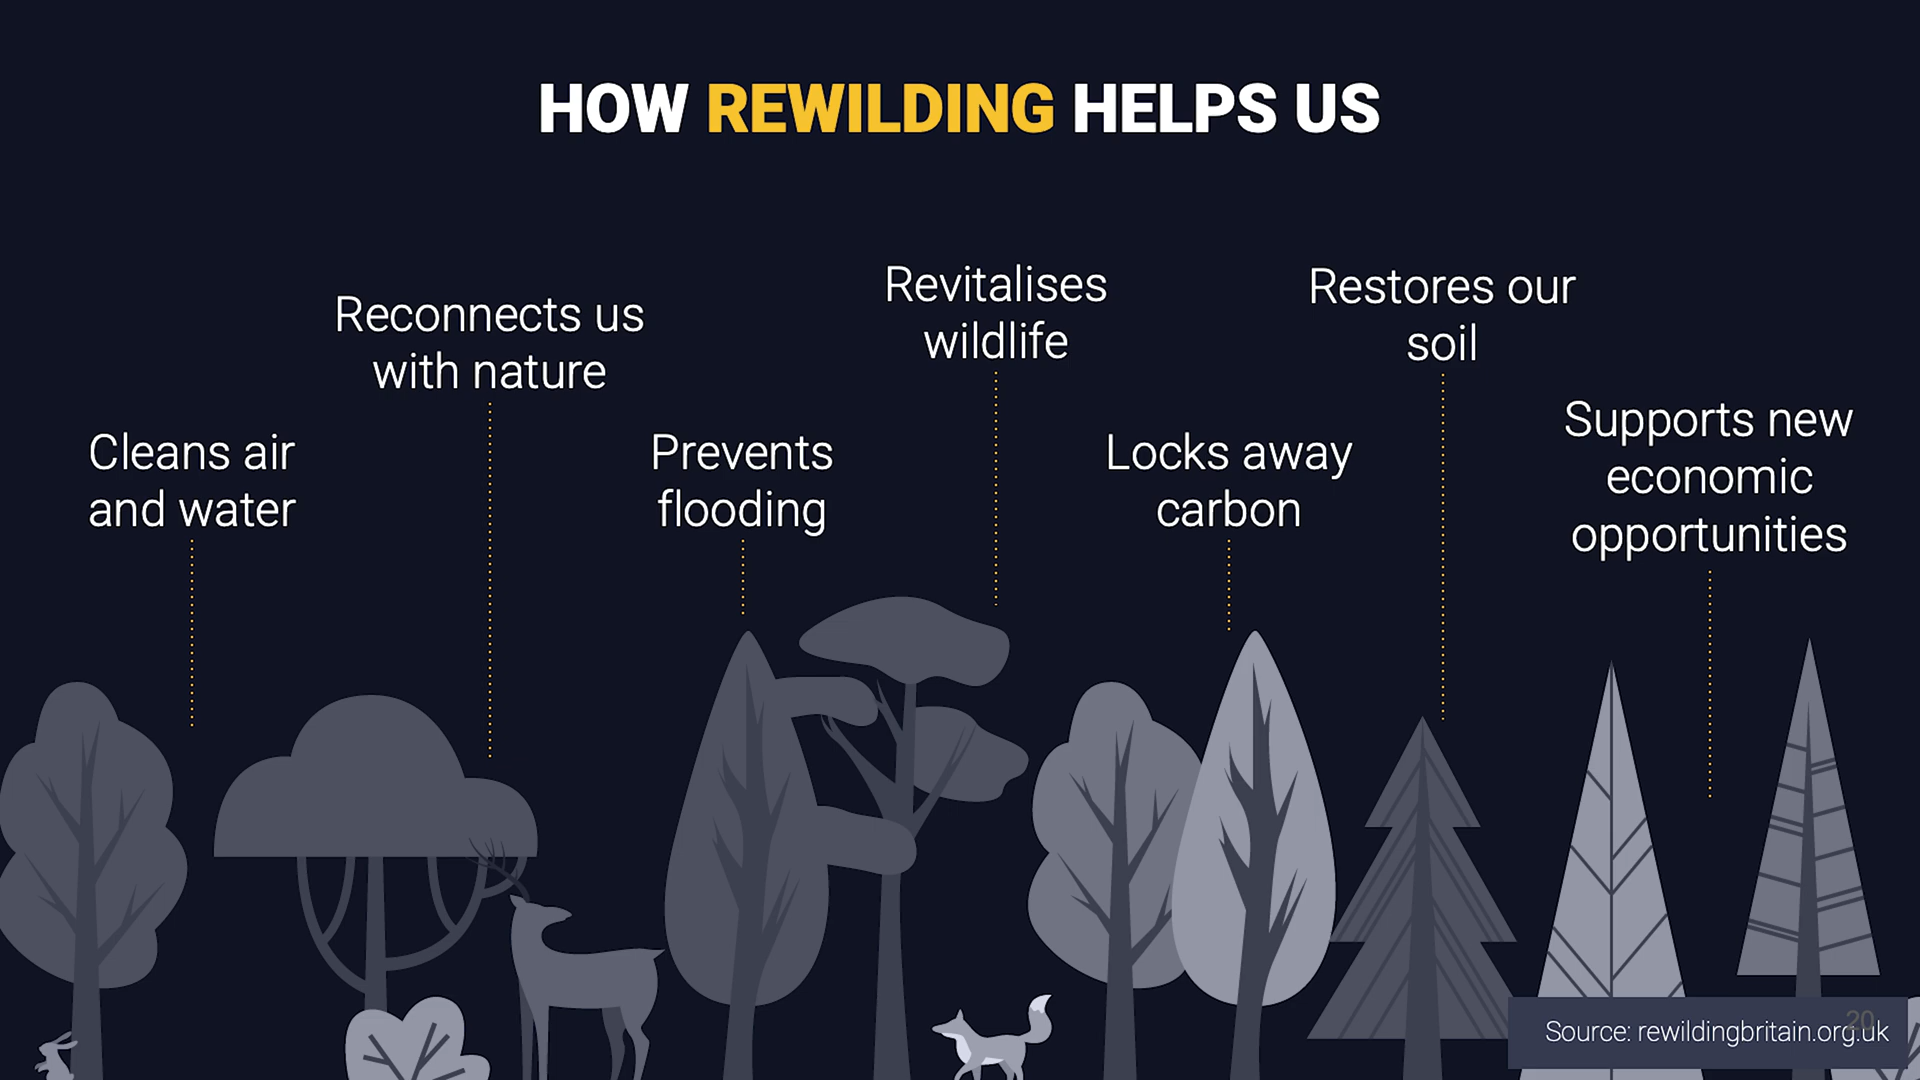 HOW REWILDING HELPS US
Cleans air
and water
Reconnects us
with nature
Prevents
flooding
Revitalises
wildlife
Locks away
carbon
Restores our
soil
Supports new
economic
opportunities
20
Source: rewildingbritain.org.uk